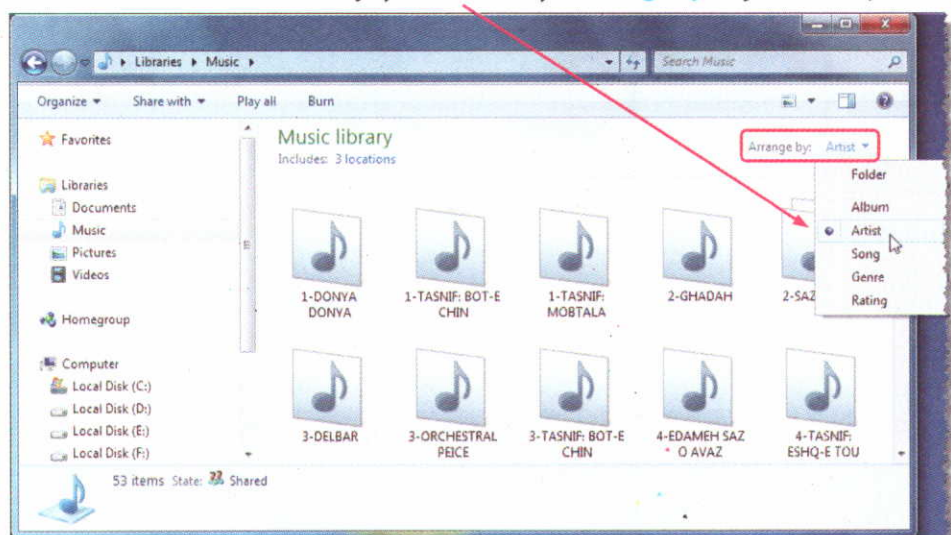 Libraries ▸ Music ▸
Search Music
Organize ▾ Share with ▾ Play all Burn
Favorites
Libraries
Documents
Music
Pictures
Videos
Homegroup
Computer
Local Disk (C:)
Local Disk (D:)
Local Disk (E:)
Local Disk (F:)
Music library
Includes: 3 locations
Arrange by: Artist ▾
Folder
Album
Artist
Song
Genre
Rating
1-DONYA
DONYA
1-TASNIF: BOT-E
CHIN
1-TASNIF:
MOBTALA
2-GHADAH
2-SAZ
3-DELBAR
3-ORCHESTRAL
PEICE
3-TASNIF: BOT-E
CHIN
4-EDAMEH SAZ
O AVAZ
4-TASNIF:
ESHQ-E TOU
53 items State: Shared